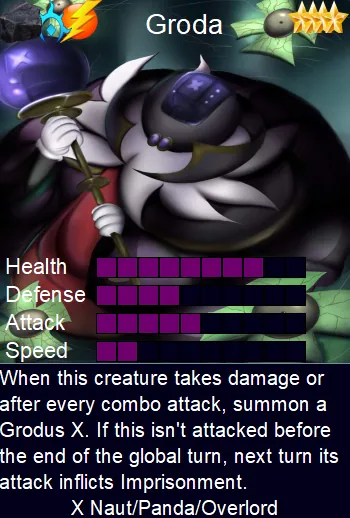 Groda
Health
Defense
Attack
Speed
When this creature takes damage or
after every combo attack, summon a
Grodus X. If this isn't attacked before
the end of the global turn, next turn its
attack inflicts Imprisonment.
X Naut/Panda/Overlord